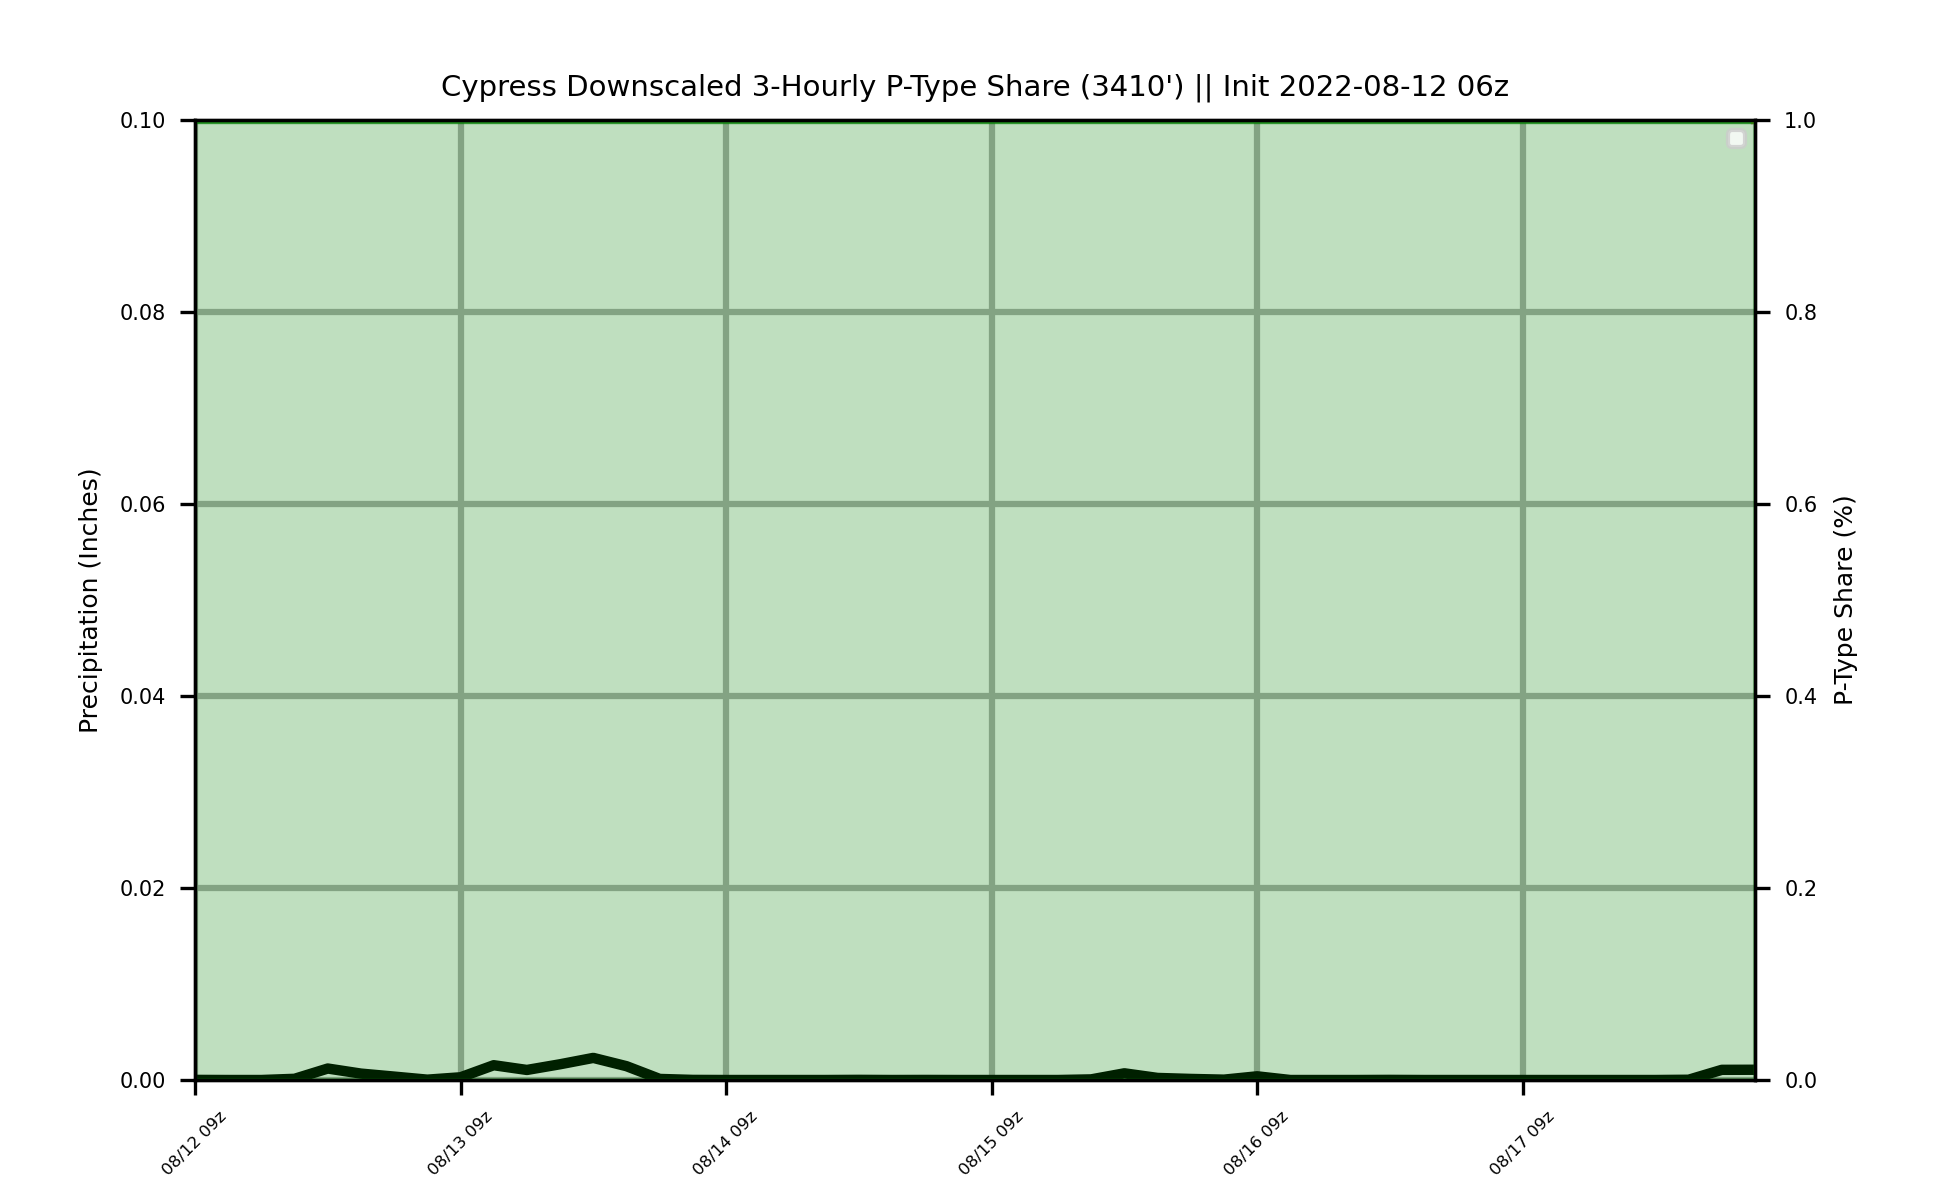 Cypress Downscaled 3-Hourly P-Type Share (3410') || Init 2022-08-12 06z
Precipitation (Inches)
0.10
0.08
0.06
0.04
0.02
0.00
1.0
0.8
0.6
0.4
0.2
0.0
P-Type Share (%)
08/12 09z
08/13 09z
08/14 09z
08/15 09z
08/16 09z
08/17 09z